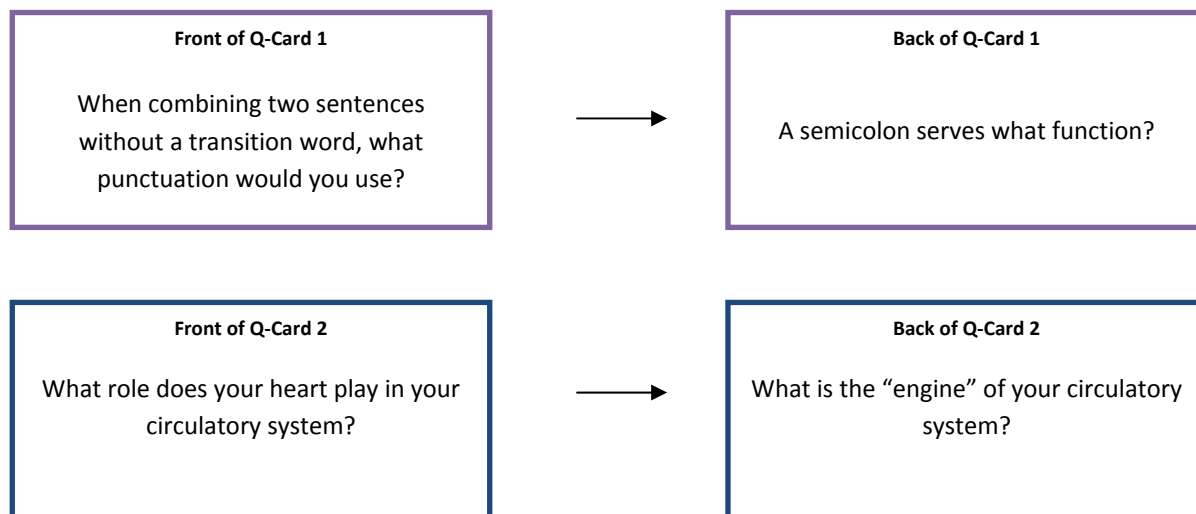 Front of Q-Card 1
When combining two sentences
without a transition word, what
punctuation would you use?
Back of Q-Card 1
A semicolon serves what function?
Front of Q-Card 2
What role does your heart play in your
circulatory system?
Back of Q-Card 2
What is the “engine” of your circulatory
system?